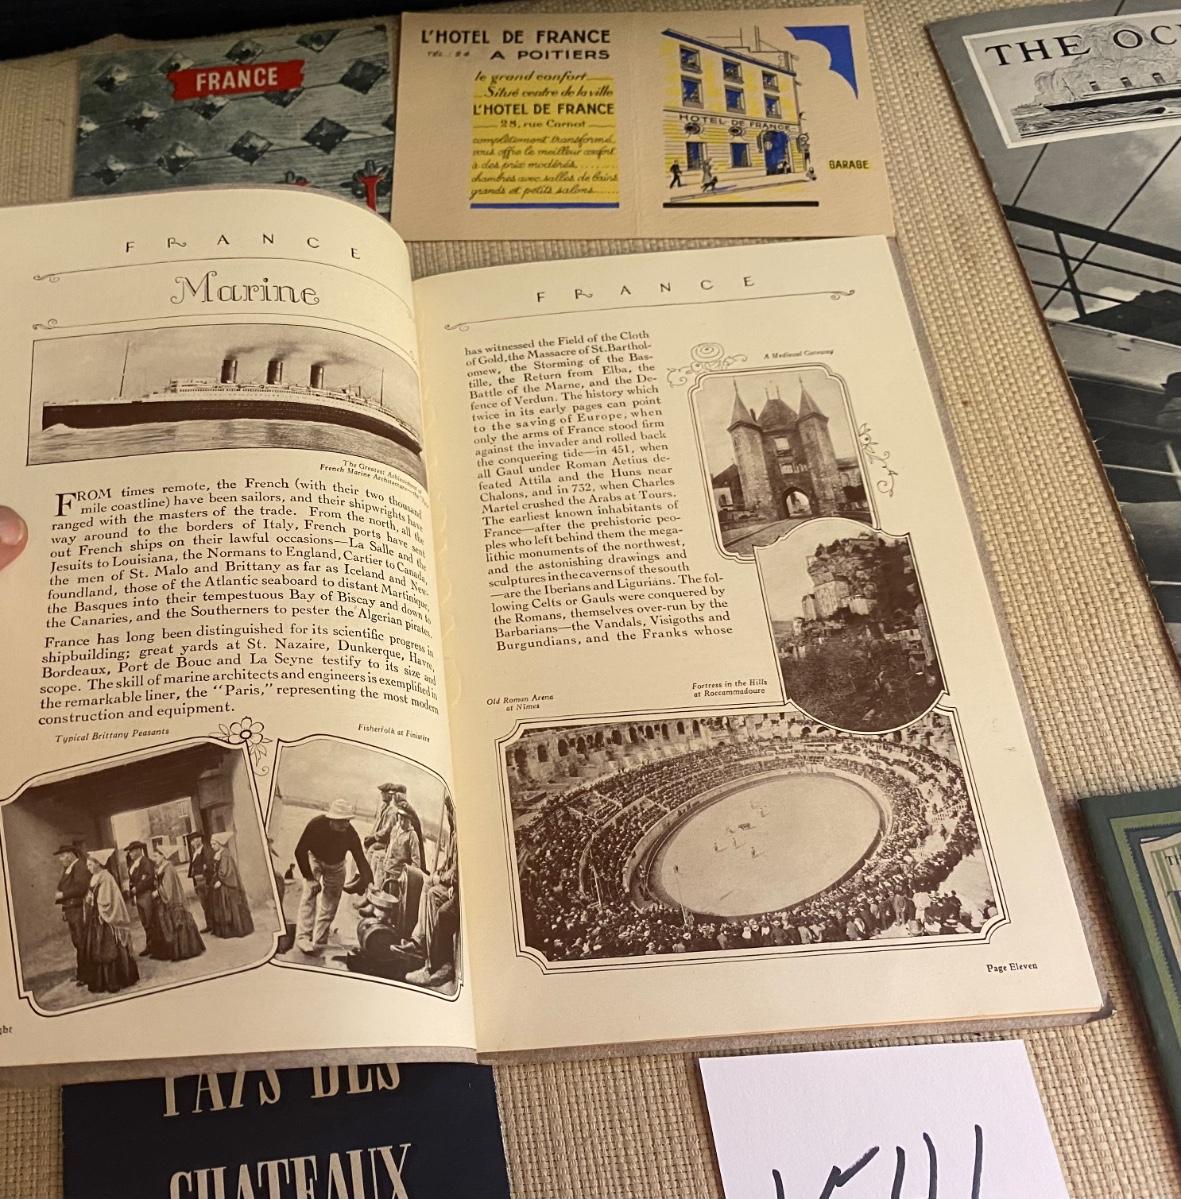 FRANCE
L'HOTEL DE FRANCE
TÉL.: 24 A POITIERS
le grand confort
Situé centre de la ville
L'HOTEL DE FRANCE
28, rue Carnot
complètement transformé
vous offre le meilleur confort
à des prix modérés
chambres avec salles de bains
grands et petits salons
HOTEL DE FRANCE
GARAGE
THE OC
FRANCE
Marine
The Greatest
French Marine Architecture
FROM times remote, the French (with their two thousand
mile coastline) have been sailors, and their shipwrights have
ranged with the masters of the trade. From the north, all the
way around to the borders of Italy, French ports have sent
out French ships on their lawful occasions—La Salle and the
Jesuits to Louisiana, the Normans to England, Cartier to Canada,
the men of St. Malo and Brittany as far as Iceland and New-
foundland, those of the Atlantic seaboard to distant Martinique,
the Basques into their tempestuous Bay of Biscay and down to
the Canaries, and the Southerners to pester the Algerian pirates.
France has long been distinguished for its scientific progress in
shipbuilding; great yards at St. Nazaire, Dunkerque, Havre,
Bordeaux, Port de Bouc and La Seyne testify to its size and
scope. The skill of marine architects and engineers is exemplified in
the remarkable liner, the "Paris," representing the most modern
construction and equipment.
Typical Brittany Peasants
Fisherfolk at Finistère
ght
FRANCE
has witnessed the Field of the Cloth
of Gold, the Massacre of St. Barthol-
omew, the Storming of the Bas-
tille, the Return from Elba, the
Battle of the Marne, and the De-
fence of Verdun. The history which
twice in its early pages can point
to the saving of Europe, when
only the arms of France stood firm
against the invader and rolled back
the conquering tide—in 451, when
all Gaul under Roman Aetius de-
feated Attila and the Huns near
Chalons, and in 732, when Charles
Martel crushed the Arabs at Tours.
The earliest known inhabitants of
France—after the prehistoric peo-
ples who left behind them the mega-
lithic monuments of the northwest,
and the astonishing drawings and
sculptures in the caverns of the south
—are the Iberians and Ligurians. The fol-
lowing Celts or Gauls were conquered by
the Romans, themselves over-run by the
Barbarians—the Vandals, Visigoths and
Burgundians, and the Franks whose
A Medieval Gateway
Fortress in the Hills
at Roccammadoure
Old Roman Arena
at Nîmes
Page Eleven
PAYS DES
CHATEAUX